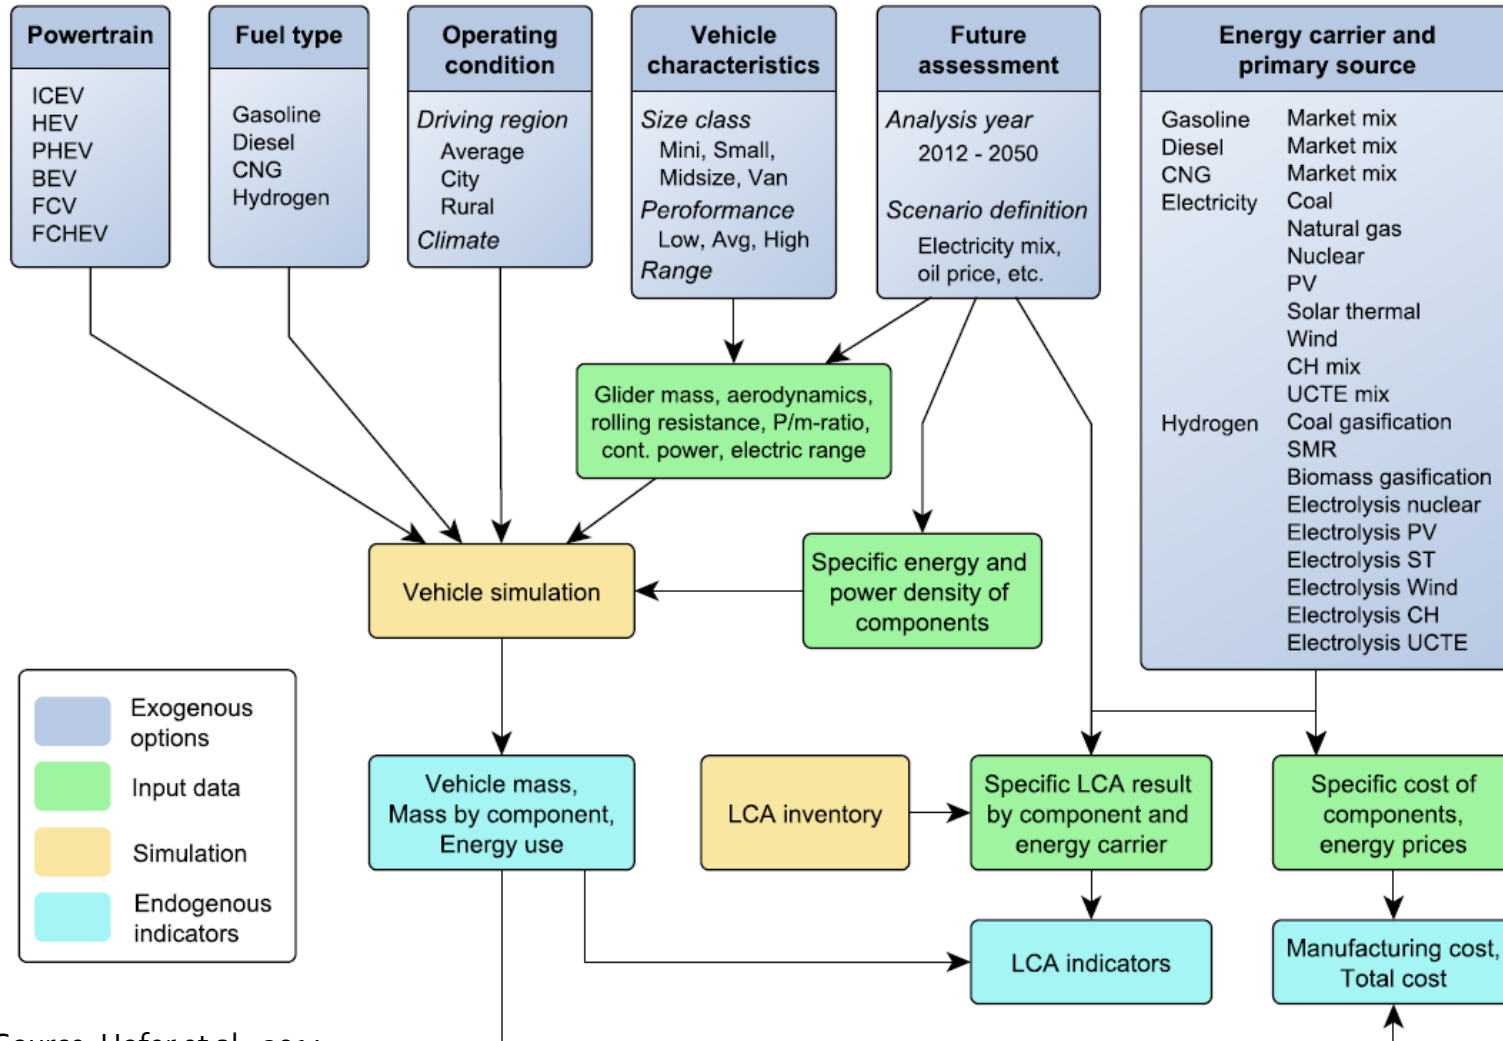 Powertrain
ICEV
HEV
PHEV
BEV
FCV
FCHEV
Fuel type
Gasoline
Diesel
CNG
Hydrogen
Operating
condition
Driving region
Average
City
Rural
Climate
Vehicle
characteristics
Size class
Mini, Small,
Midsize, Van
Peroformance
Low, Avg, High
Range
Future
assessment
Analysis year
2012 - 2050
Scenario definition
Electricity mix,
oil price, etc.
Energy carrier and
primary source
Gasoline Market mix
Diesel Market mix
CNG Market mix
Electricity Coal
Natural gas
Nuclear
PV
Solar thermal
Wind
CH mix
UCTE mix
Hydrogen Coal gasification
SMR
Biomass gasification
Electrolysis nuclear
Electrolysis PV
Electrolysis ST
Electrolysis Wind
Electrolysis CH
Electrolysis UCTE
Glider mass, aerodynamics,
rolling resistance, P/m-ratio,
cont. power, electric range
Vehicle simulation
Specific energy and
power density of
components
Exogenous
options
Input data
Simulation
Endogenous
indicators
Vehicle mass,
Mass by component,
Energy use
LCA inventory
Specific LCA result
by component and
energy carrier
Specific cost of
components,
energy prices
LCA indicators
Manufacturing cost,
Total cost
Hofer et al.